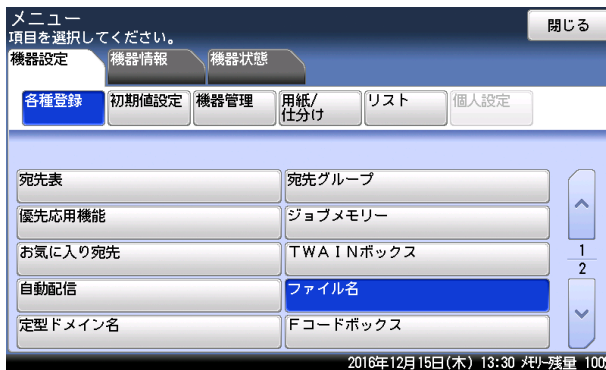 メニュー
閉じる
項目を選択してください。
機器設定
機器情報
機器状態
各種登録
初期値設定
機器管理
用紙/
仕分け
リスト
個人設定
宛先表
宛先グループ
優先応用機能
ジョブメモリー
お気に入り宛先
TWAINボックス
1
2
自動配信
ファイル名
定型ドメイン名
Fコードボックス
2016年12月15日(木) 13:30 メモリー残量 100%